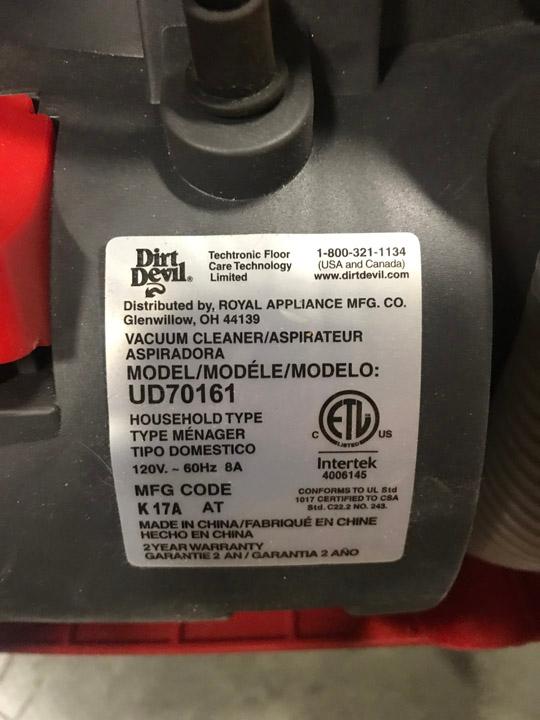 Dirt
Devil®
Techtronic Floor
Care Technology
Limited
1-800-321-1134
(USA and Canada)
www.dirtdevil.com
Distributed by, ROYAL APPLIANCE MFG. CO.
Glenwillow, OH 44139
VACUUM CLEANER/ASPIRATEUR
ASPIRADORA
MODEL/MODÉLE/MODELO:
UD70161
HOUSEHOLD TYPE
TYPE MÉNAGER
TIPO DOMESTICO
120V. ~ 60Hz 8A
MFG CODE
K 17A AT
C ETL US
LISTED
Intertek
4006145
CONFORMS TO UL Std
1017 CERTIFIED TO CSA
Std. C22.2 NO. 243.
MADE IN CHINA/FABRIQUÉ EN CHINE
HECHO EN CHINA
2 YEAR WARRANTY
GARANTIE 2 AN / GARANTIA 2 AÑO